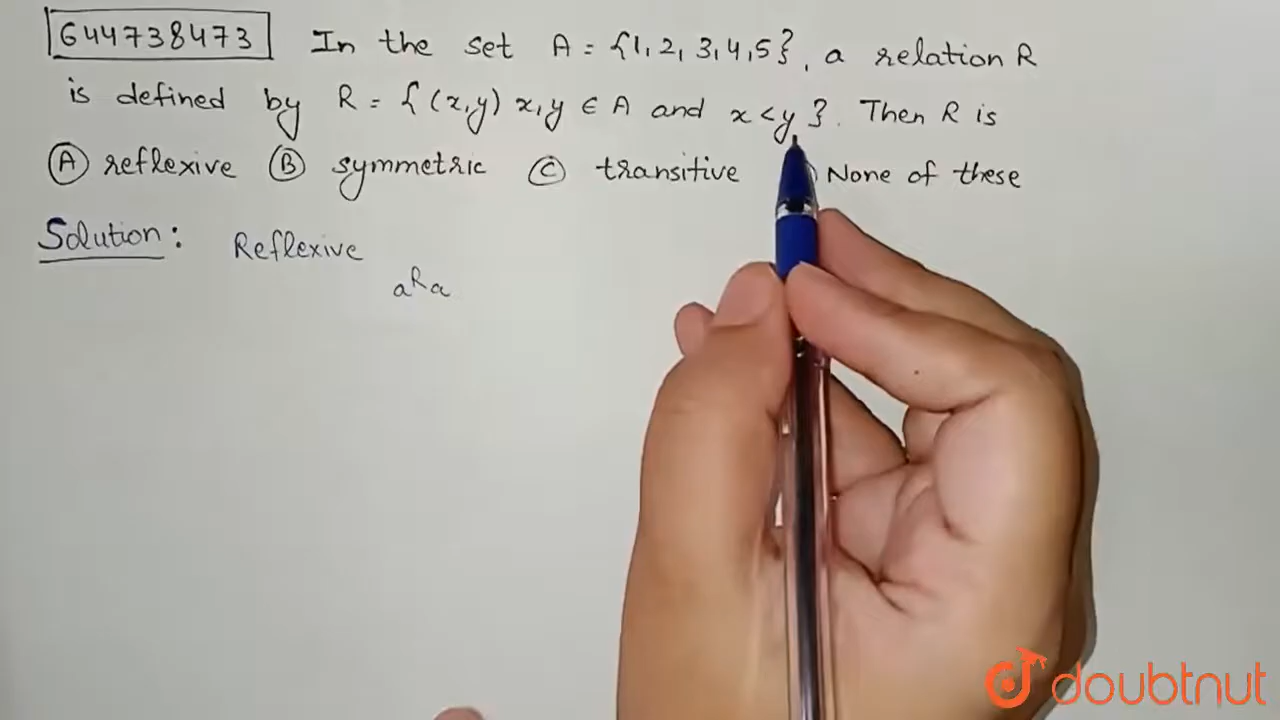 644738473 In the set A = {1, 2, 3, 4, 5}, a relation R
is defined by R = { (x,y) x, y ∈ A and x < y }. Then R is
(A) reflexive (B) symmetric (C) transitive ) None of these
Solution: Reflexive
aRa
doubtnut